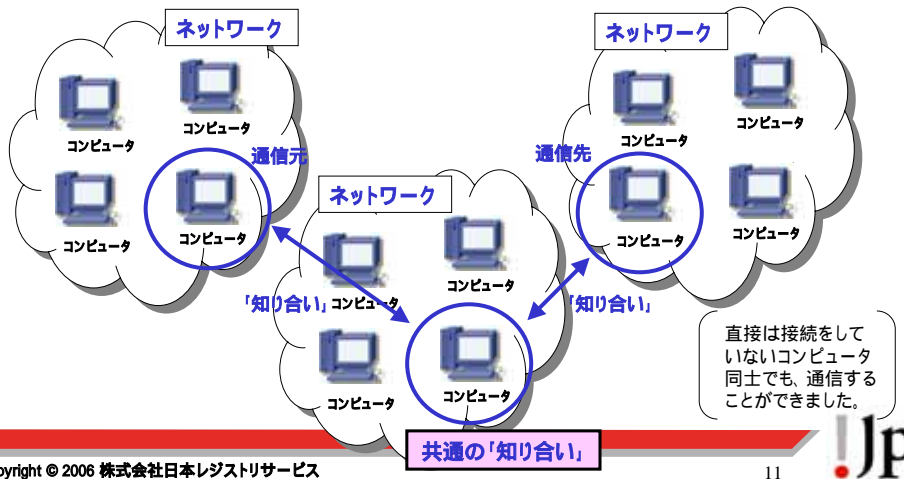 ネットワーク
コンピュータ
コンピュータ
通信元
コンピュータ
コンピュータ
ネットワーク
コンピュータ
コンピュータ
通信先
コンピュータ
コンピュータ
ネットワーク
コンピュータ
コンピュータ
「知り合い」
「知り合い」
コンピュータ
コンピュータ
共通の「知り合い」
直接は接続をして
いないコンピュータ
同士でも、通信する
ことができました。
opyright © 2006 株式会社日本レジストリサービス
11
Jp